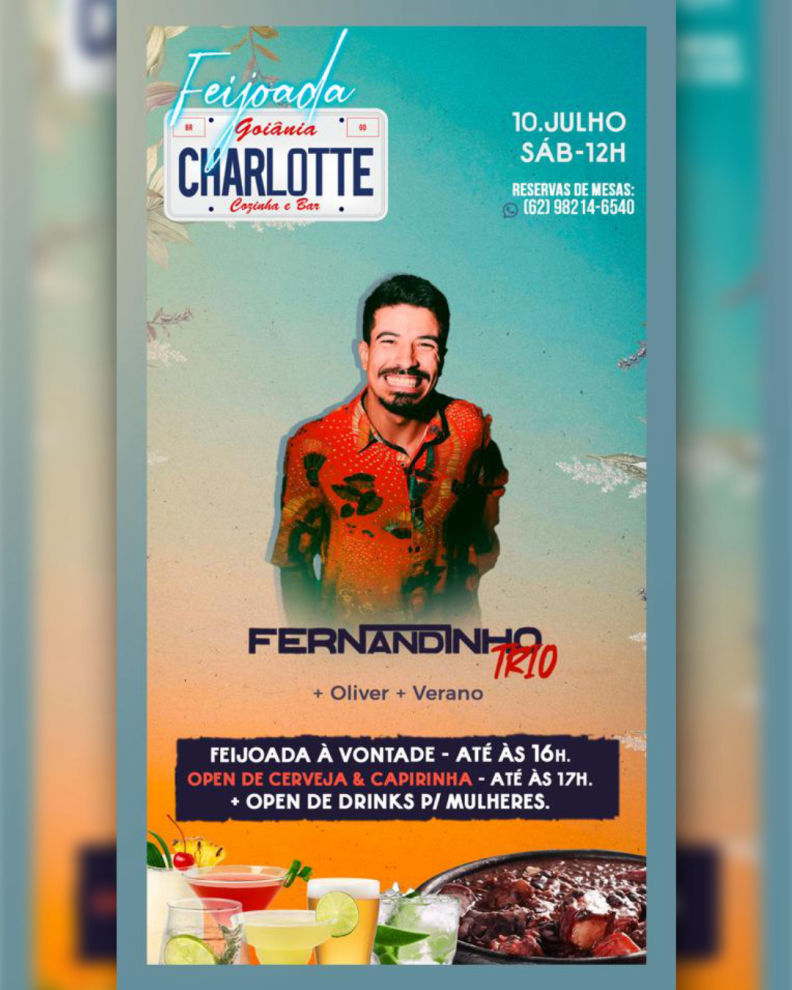 Feijoada
BR
Goiânia
GO
CHARLOTTE
Cozinha e Bar
10.JULHO
SÁB-12H
RESERVAS DE MESAS:
(62) 98214-6540
FERNANDINHO
TRIO
+ Oliver + Verano
FEIJOADA À VONTADE - ATÉ ÀS 16H.
OPEN DE CERVEJA & CAPIRINHA - ATÉ ÀS 17H.
+ OPEN DE DRINKS P/ MULHERES.